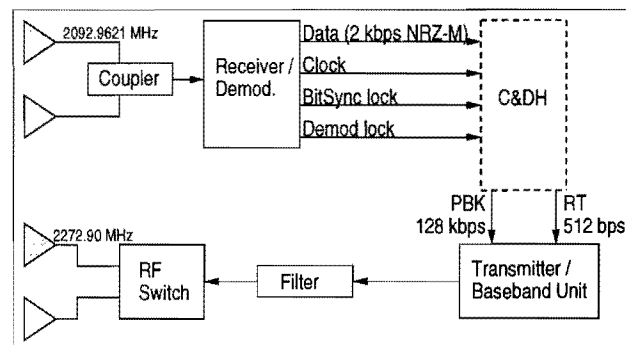 2092.9621 MHz
Coupler
Receiver /
Demod.
Data (2 kbps NRZ-M)
Clock
BitSync lock
Demod lock
C&DH
PBK
128 kbps
RT
512 bps
2272.90 MHz
RF
Switch
Filter
Transmitter /
Baseband Unit